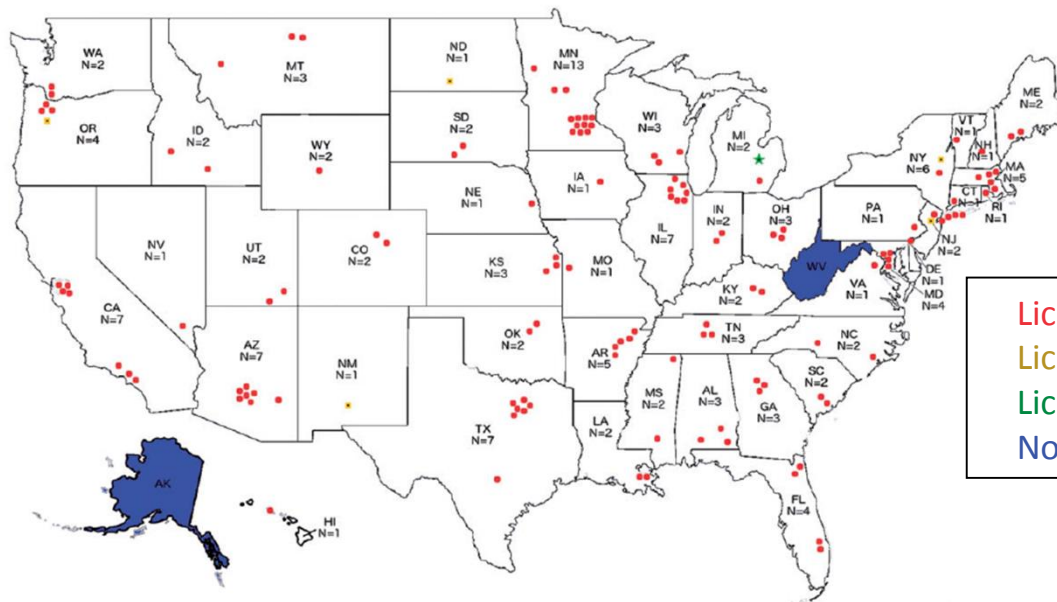 WA
N=2
MT
N=3
ND
N=1
MN
N=13
ME
N=2
OR
N=4
ID
N=2
WY
N=2
SD
N=2
WI
N=3
MI
N=2
VT
N=1
NH
N=1
NY
N=6
MA
N=5
CT
N=1
RI
N=1
NV
N=1
UT
N=2
CO
N=2
NE
N=1
IA
N=1
IL
N=7
IN
N=2
OH
N=3
PA
N=1
NJ
N=2
CA
N=7
KS
N=3
MO
N=1
KY
N=2
WV
VA
N=1
DE
N=1
MD
N=4
AZ
N=7
NM
N=1
OK
N=2
AR
N=5
TN
N=3
NC
N=2
SC
N=2
TX
N=7
LA
N=2
MS
N=2
AL
N=3
GA
N=3
FL
N=4
AK
HI
N=1
Lic
Lic
Lic
No